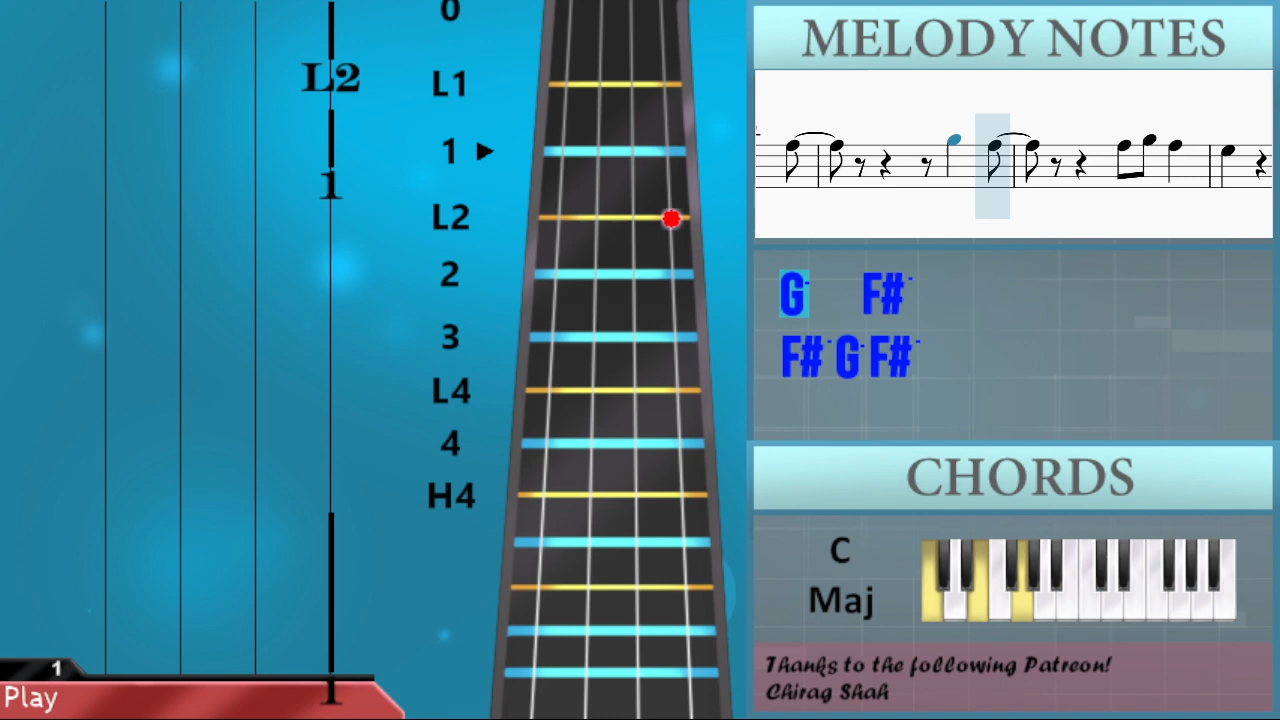 0
L1
L2
1
1
L2
2
3
L4
4
H4
1
Play
1
MELODY NOTES
G- F#-
F#- G- F#-
CHORDS
C
Maj
Thanks to the following Patreon!
Chirag Shah